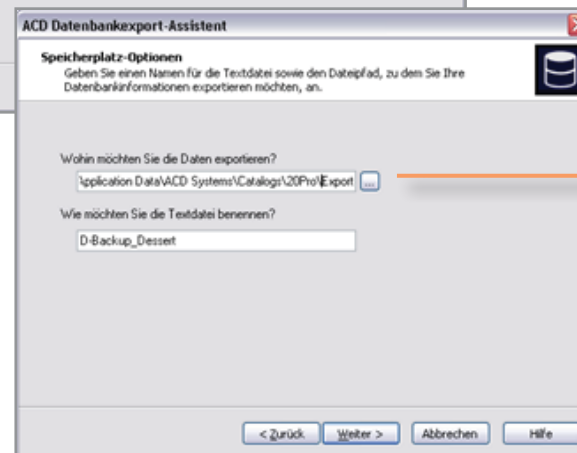 ACD Datenbankexport-Assistent
Speicherplatz-Optionen
Geben Sie einen Namen für die Textdatei sowie den Dateipfad, zu dem Sie Ihre
Datenbankinformationen exportieren möchten, an.
Wohin möchten Sie die Daten exportieren?
\Application Data\ACD Systems\Catalogs\20Pro\Export
...
Wie möchten Sie die Textdatei benennen?
D-Backup_Dessert
< Zurück
Weiter >
Abbrechen
Hilfe